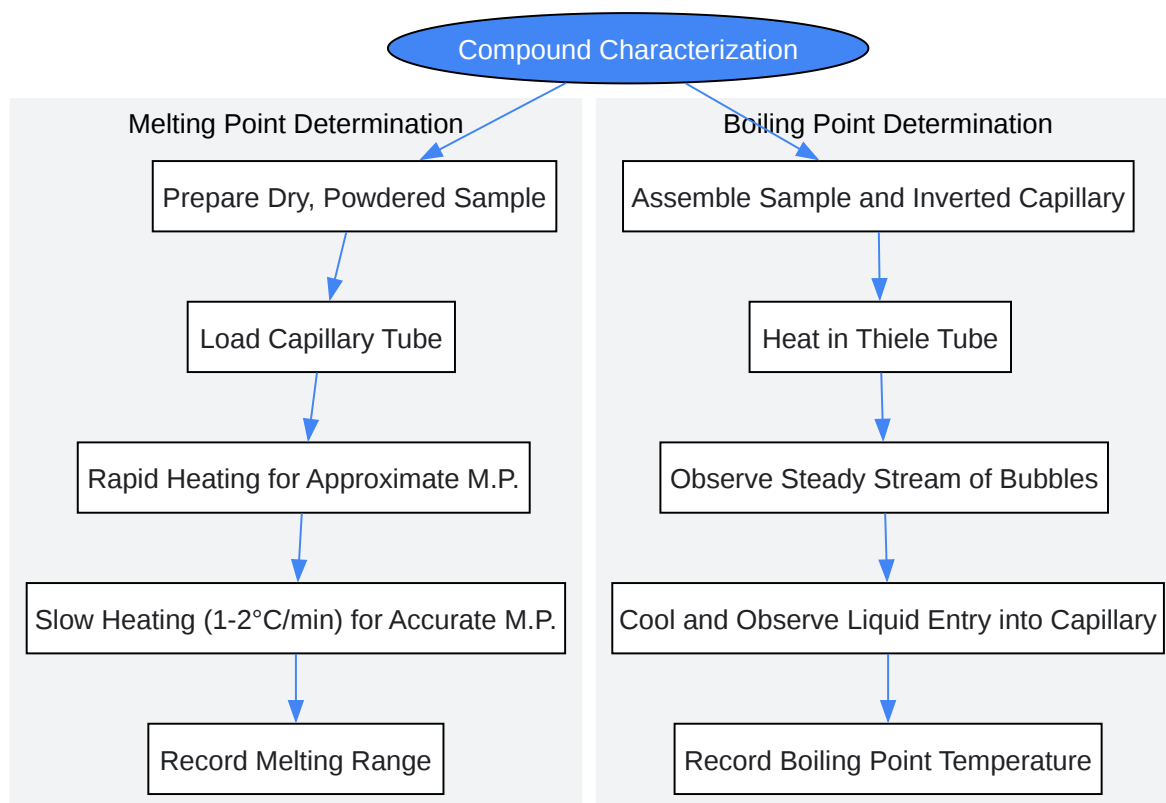 Compound Characterization
Melting Point Determination
Prepare Dry, Powdered Sample
Load Capillary Tube
Rapid Heating for Approximate M.P.
Slow Heating (1-2°C/min) for Accurate M.P.
Record Melting Range
Boiling Point Determination
Assemble Sample and Inverted Capillary
Heat in Thiele Tube
Observe Steady Stream of Bubbles
Cool and Observe Liquid Entry into Capillary
Record Boiling Point Temperature